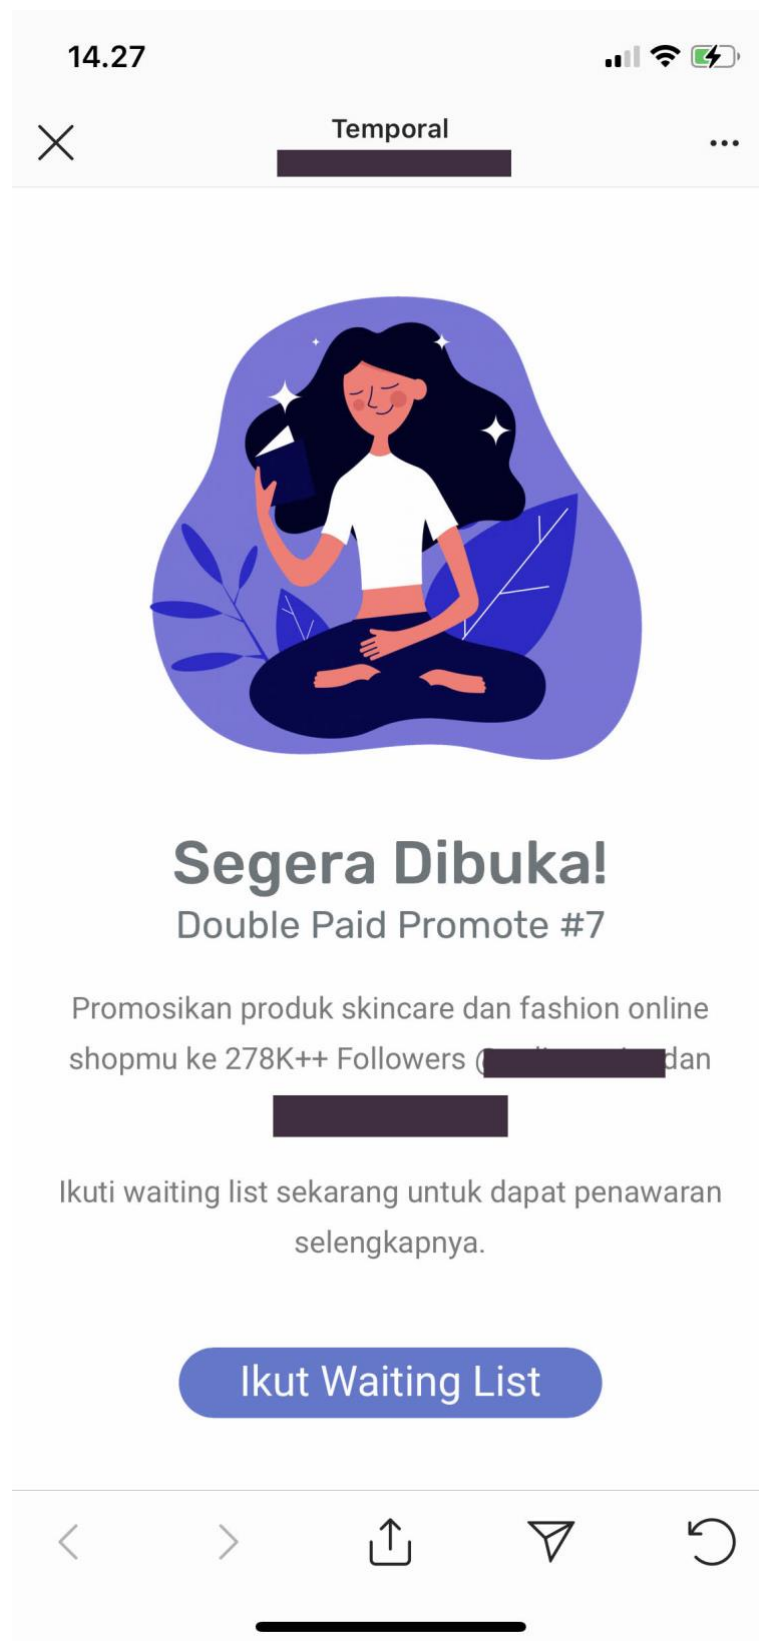 14.27
Temporal
Segera Dibuka!
Double Paid Promote #7
Promosikan produk skincare dan fashion online
shopmu ke 278K++ Followers dan
Ikuti waiting list sekarang untuk dapat penawaran
selengkapnya.
Ikut Waiting List